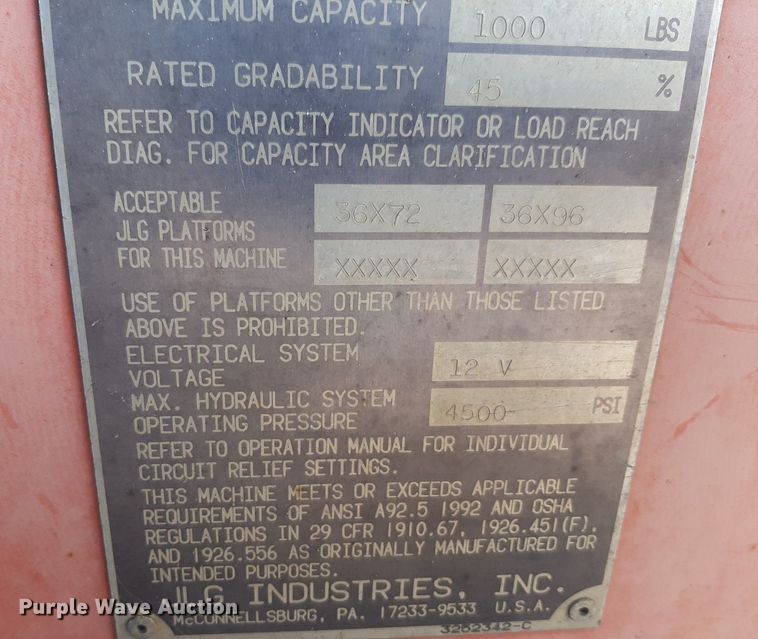 MAXIMUM CAPACITY 1000 LBS
RATED GRADABILITY 45 %
REFER TO CAPACITY INDICATOR OR LOAD REACH
DIAG. FOR CAPACITY AREA CLARIFICATION
ACCEPTABLE 36X72 36X96
JLG PLATFORMS
FOR THIS MACHINE XXXXX XXXXX
USE OF PLATFORMS OTHER THAN THOSE LISTED
ABOVE IS PROHIBITED.
ELECTRICAL SYSTEM
VOLTAGE 12 V
MAX. HYDRAULIC SYSTEM
OPERATING PRESSURE 4500 PSI
REFER TO OPERATION MANUAL FOR INDIVIDUAL
CIRCUIT RELIEF SETTINGS.
THIS MACHINE MEETS OR EXCEEDS APPLICABLE
REQUIREMENTS OF ANSI A92.5 1992 AND OSHA
REGULATIONS IN 29 CFR 1910.67, 1926.451(F),
AND 1926.556 AS ORIGINALLY MANUFACTURED FOR
INTENDED PURPOSES.
JLG INDUSTRIES, INC.
McCONNELLSBURG, PA. 17233-9533 U.S.A.
3252342-C
Purple Wave Auction